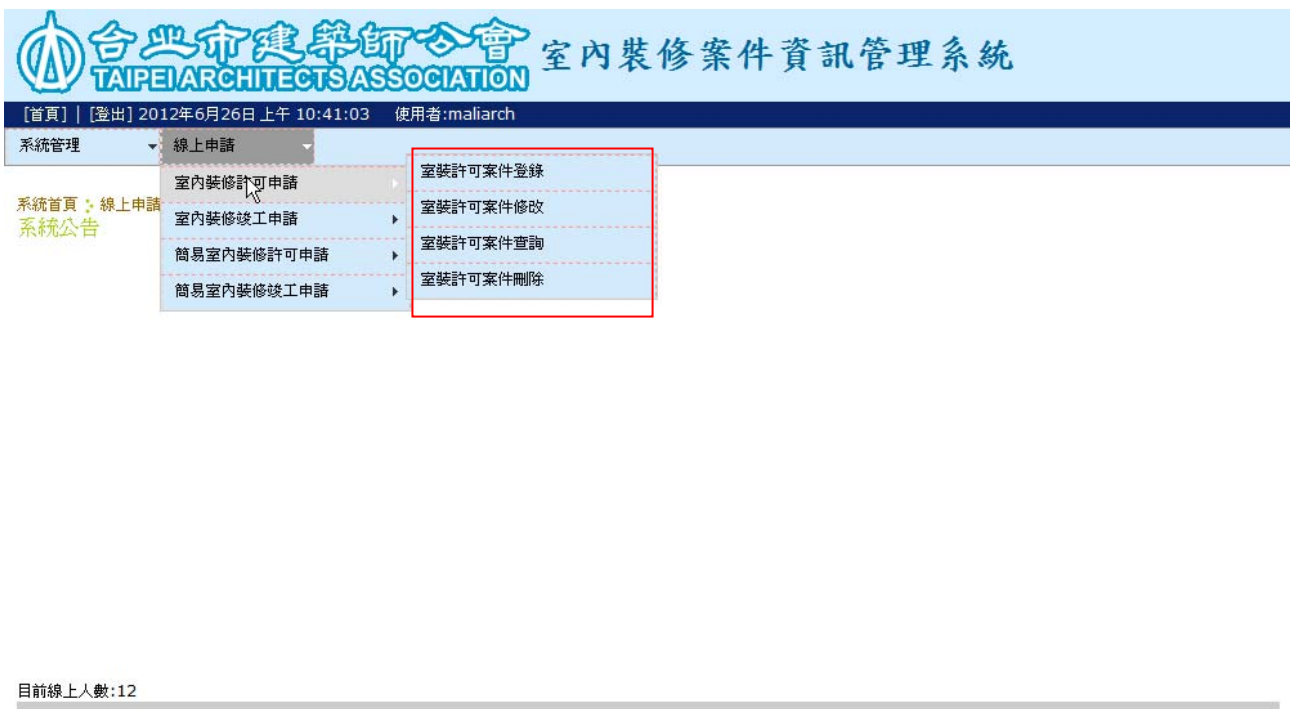 台北市建築師公會 室內裝修案件資訊管理系統
TAIPEI ARCHITECTS ASSOCIATION
[首頁] | [登出] 2012年6月26日 上午 10:41:03 使用者:maliarch
系統管理 線上申請
室內裝修許可申請
室內裝修竣工申請
簡易室內裝修許可申請
簡易室內裝修竣工申請
室裝許可案件登錄
室裝許可案件修改
室裝許可案件查詢
室裝許可案件刪除
系統首頁 : 線上申請
系統公告
目前線上人數:12